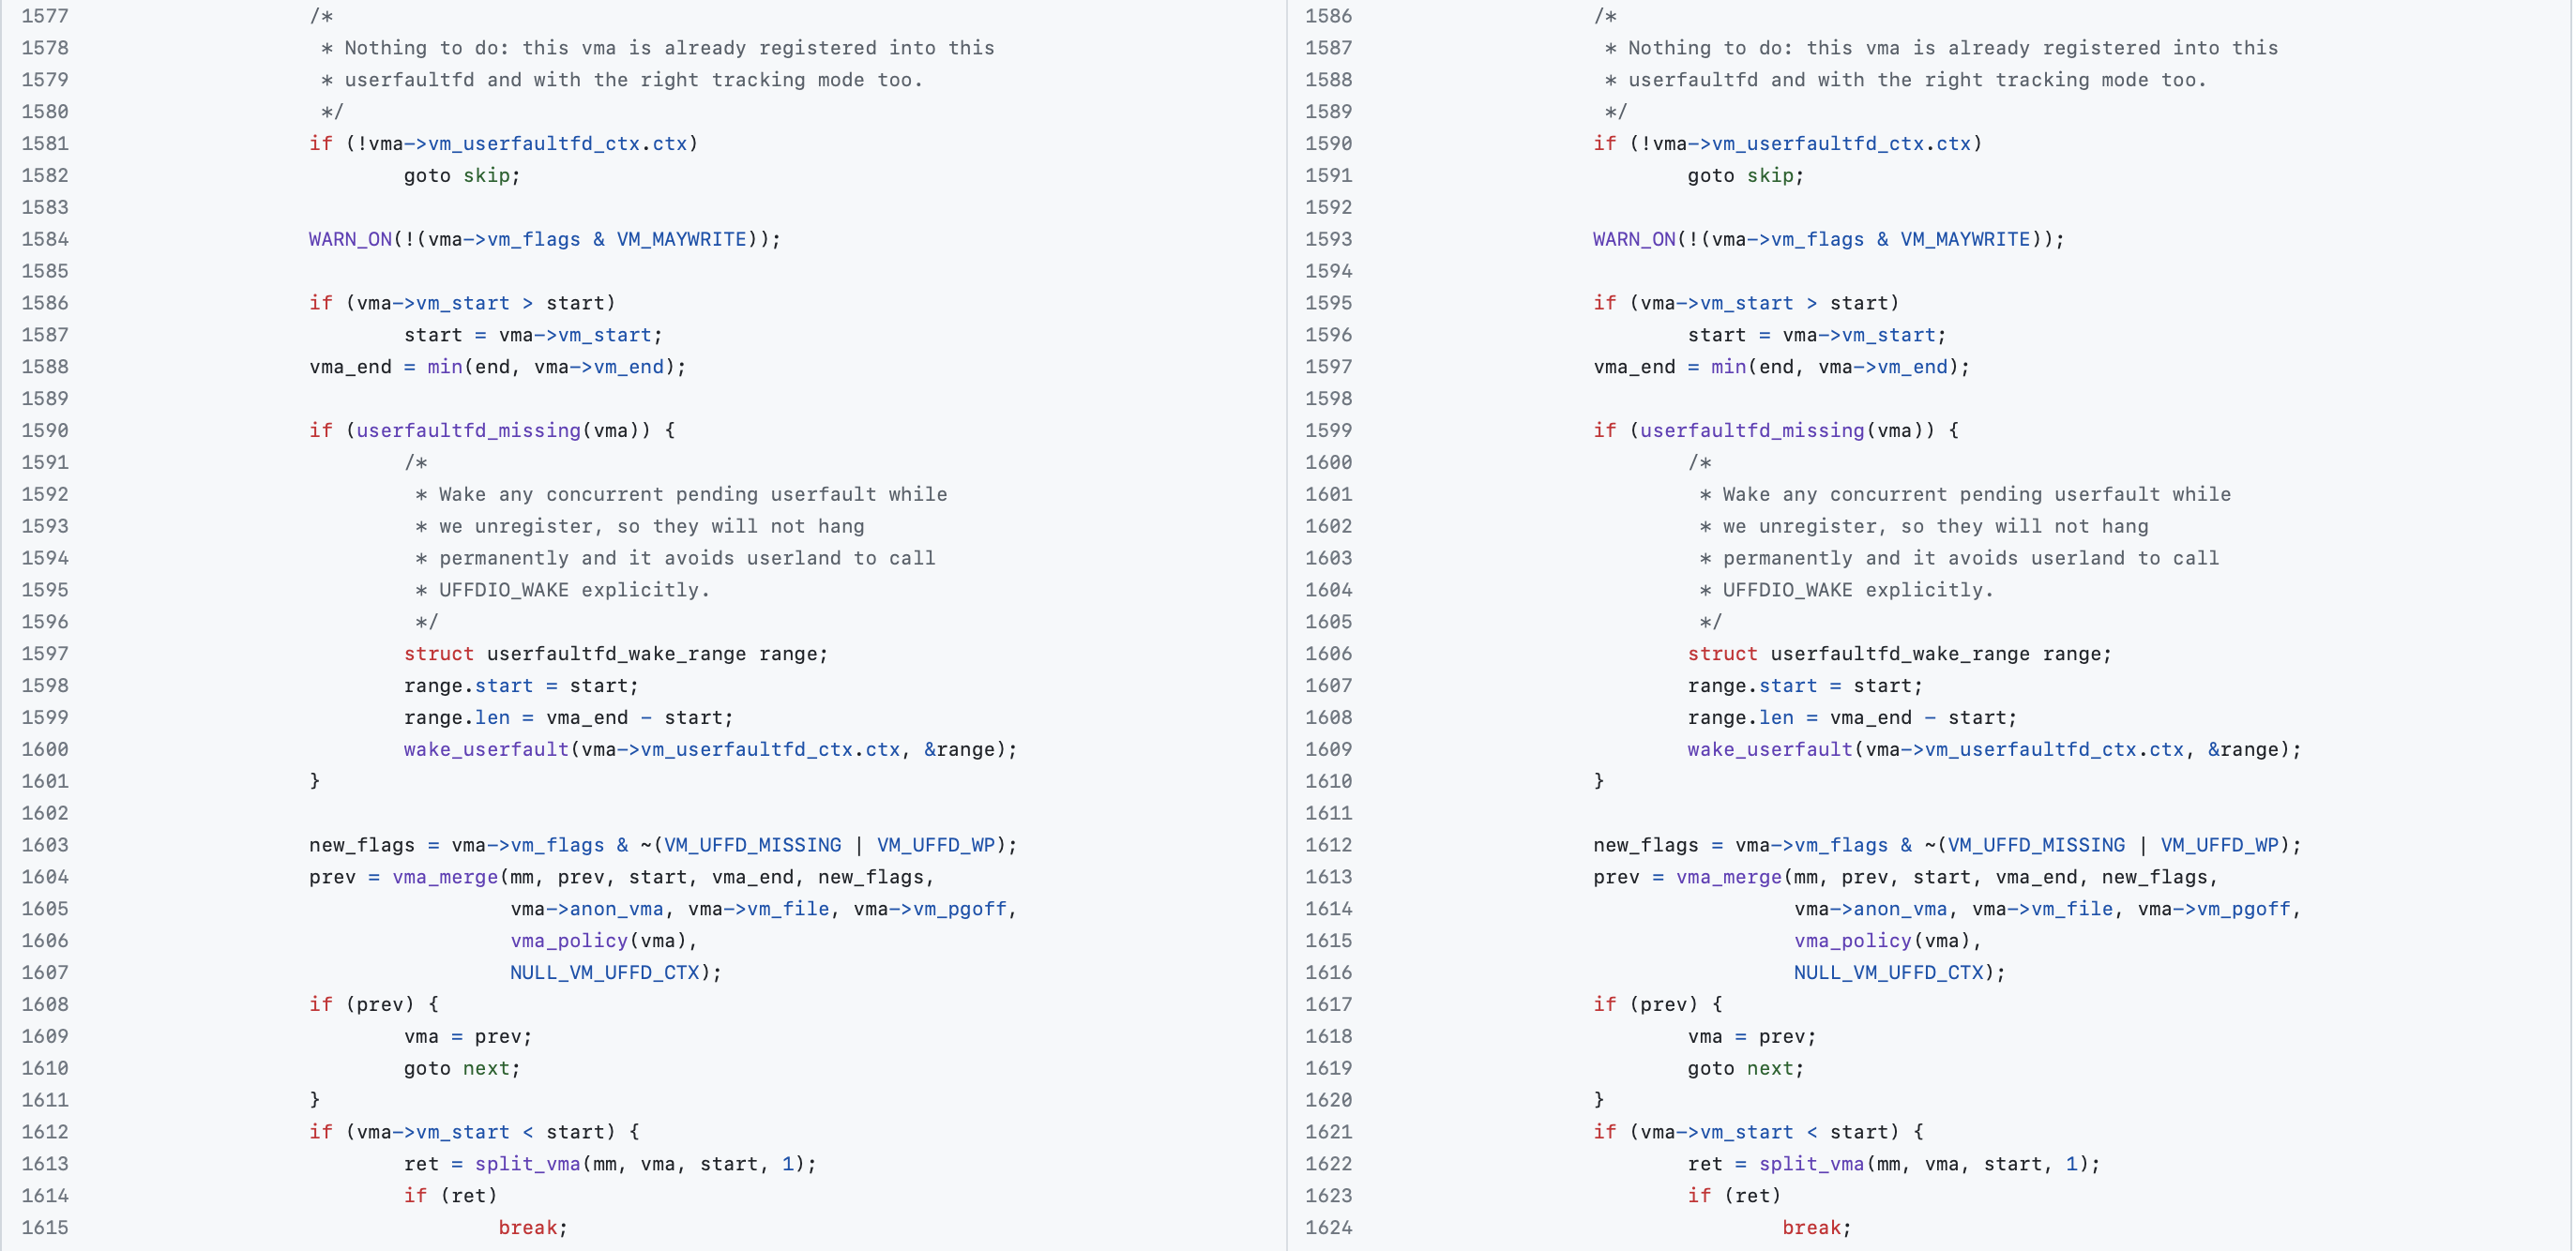 1577 /*
1578 * Nothing to do: this vma is already registered into this
1579 * userfaultfd and with the right tracking mode too.
1580 */
1581 if (!vma->vm_userfaultfd_ctx.ctx)
1582 goto skip;
1583
1584 WARN_ON(!(vma->vm_flags & VM_MAYWRITE));
1585
1586 if (vma->vm_start > start)
1587 start = vma->vm_start;
1588 vma_end = min(end, vma->vm_end);
1589
1590 if (userfaultfd_missing(vma)) {
1591 /*
1592 * Wake any concurrent pending userfault while
1593 * we unregister, so they will not hang
1594 * permanently and it avoids userland to call
1595 * UFFDIO_WAKE explicitly.
1596 */
1597 struct userfaultfd_wake_range range;
1598 range.start = start;
1599 range.len = vma_end - start;
1600 wake_userfault(vma->vm_userfaultfd_ctx.ctx, &range);
1601 }
1602
1603 new_flags = vma->vm_flags & ~(VM_UFFD_MISSING | VM_UFFD_WP);
1604 prev = vma_merge(mm, prev, start, vma_end, new_flags,
1605 vma->anon_vma, vma->vm_file, vma->vm_pgoff,
1606 vma_policy(vma),
1607 NULL_VM_UFFD_CTX);
1608 if (prev) {
1609 vma = prev;
1610 goto next;
1611 }
1612 if (vma->vm_start < start) {
1613 ret = split_vma(mm, vma, start, 1);
1614 if (ret)
1615 break;
1586 /*
1587 * Nothing to do: this vma is already registered into this
1588 * userfaultfd and with the right tracking mode too.
1589 */
1590 if (!vma->vm_userfaultfd_ctx.ctx)
1591 goto skip;
1592
1593 WARN_ON(!(vma->vm_flags & VM_MAYWRITE));
1594
1595 if (vma->vm_start > start)
1596 start = vma->vm_start;
1597 vma_end = min(end, vma->vm_end);
1598
1599 if (userfaultfd_missing(vma)) {
1600 /*
1601 * Wake any concurrent pending userfault while
1602 * we unregister, so they will not hang
1603 * permanently and it avoids userland to call
1604 * UFFDIO_WAKE explicitly.
1605 */
1606 struct userfaultfd_wake_range range;
1607 range.start = start;
1608 range.len = vma_end - start;
1609 wake_userfault(vma->vm_userfaultfd_ctx.ctx, &range);
1610 }
1611
1612 new_flags = vma->vm_flags & ~(VM_UFFD_MISSING | VM_UFFD_WP);
1613 prev = vma_merge(mm, prev, start, vma_end, new_flags,
1614 vma->anon_vma, vma->vm_file, vma->vm_pgoff,
1615 vma_policy(vma),
1616 NULL_VM_UFFD_CTX);
1617 if (prev) {
1618 vma = prev;
1619 goto next;
1620 }
1621 if (vma->vm_start < start) {
1622 ret = split_vma(mm, vma, start, 1);
1623 if (ret)
1624 break;